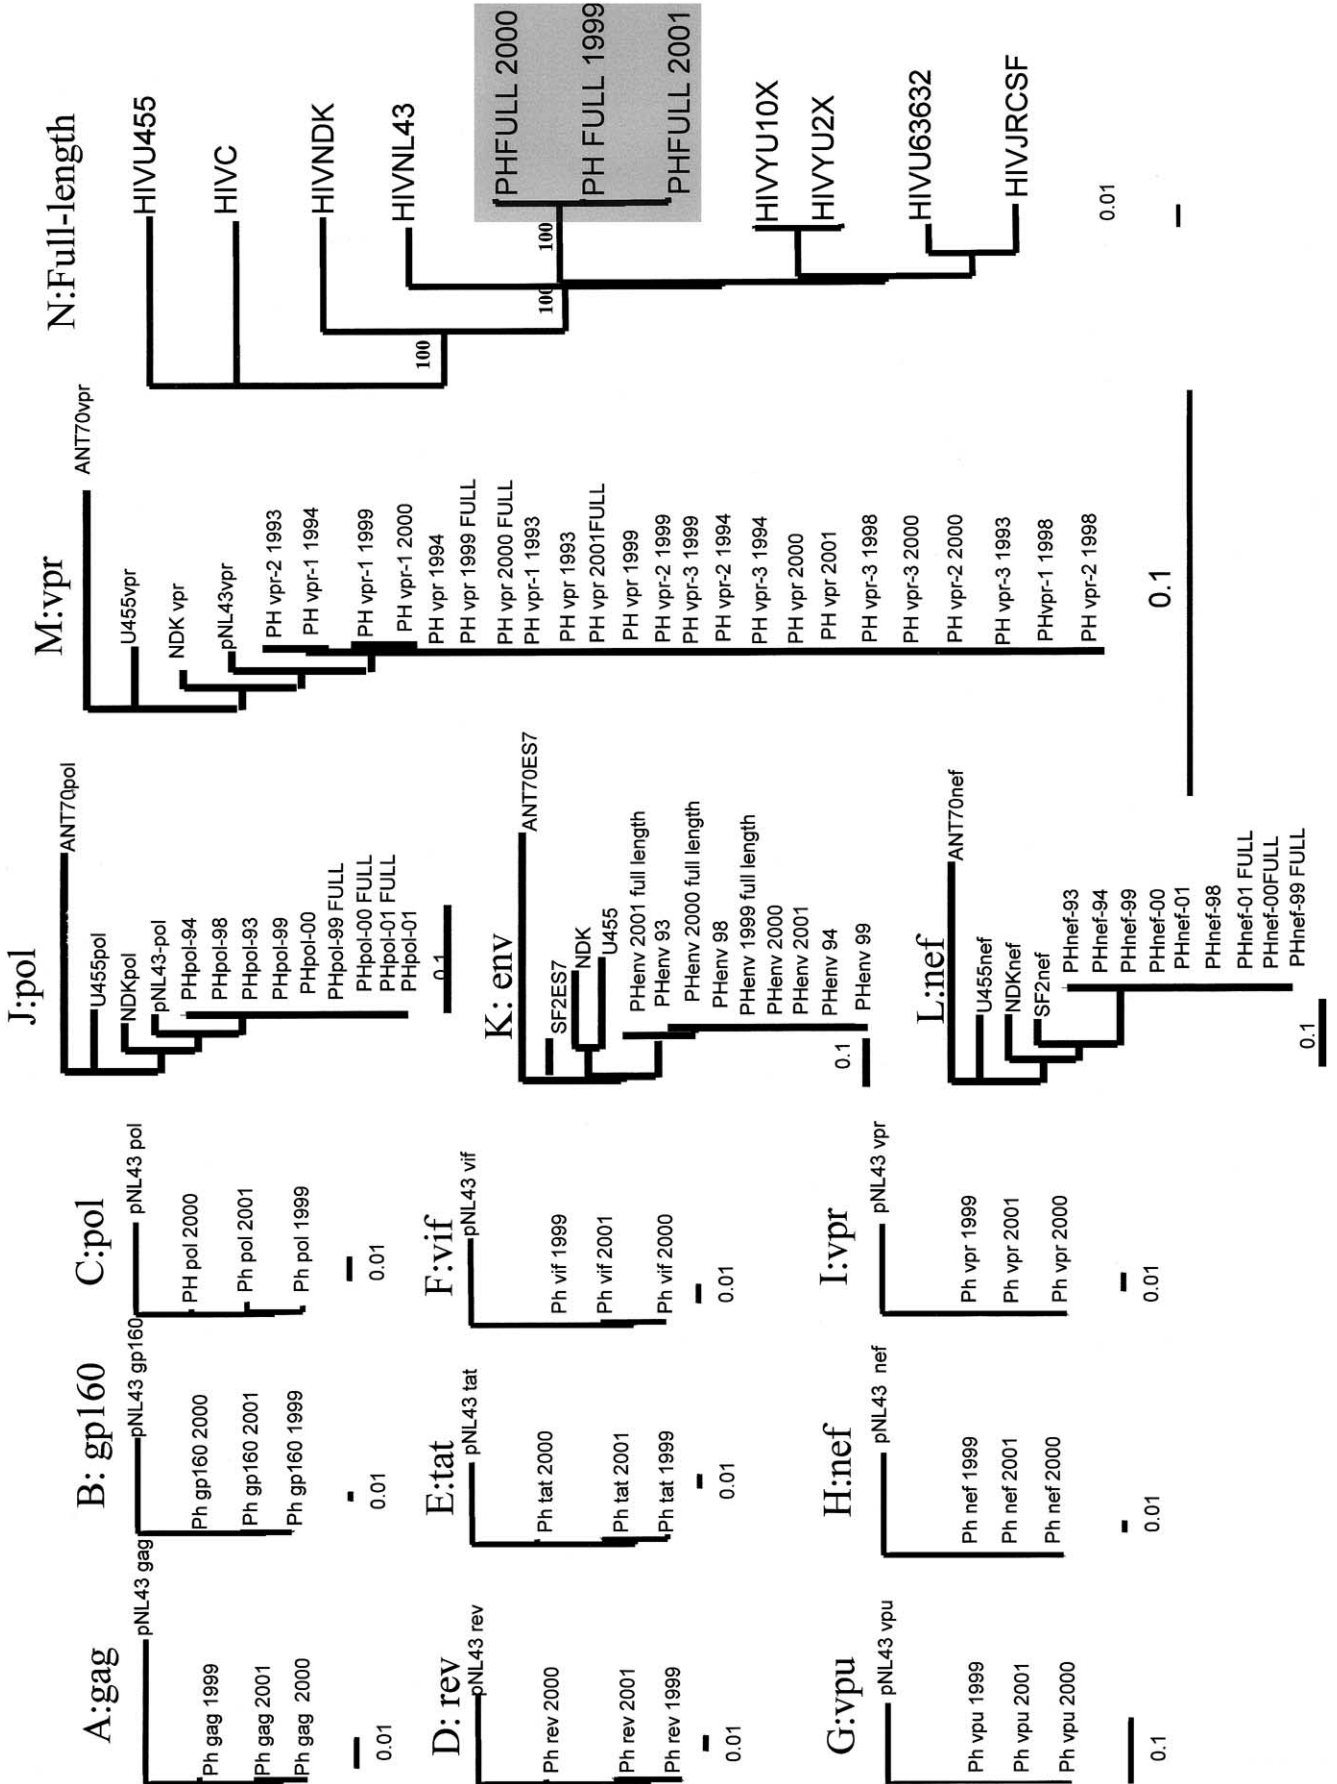 A:gag
pNL43 gag
Ph gag 1999
Ph gag 2001
Ph gag 2000
0.01
B: gp160
pNL43 gp160
Ph gp160 2000
Ph gp160 2001
Ph gp160 1999
0.01
C:pol
pNL43 pol
PH pol 2000
Ph pol 2001
Ph pol 1999
0.01
D: rev
pNL43 rev
Ph rev 2000
Ph rev 2001
Ph rev 1999
0.01
E:tat
pNL43 tat
Ph tat 2000
Ph tat 2001
Ph tat 1999
0.01
F:vif
pNL43 vif
Ph vif 1999
Ph vif 2001
Ph vif 2000
0.01
G:vpu
pNL43 vpu
Ph vpu 1999
Ph vpu 2001
Ph vpu 2000
0.1
H:nef
pNL43 nef
Ph nef 1999
Ph nef 2001
Ph nef 2000
0.01
I:vpr
pNL43 vpr
Ph vpr 1999
Ph vpr 2001
Ph vpr 2000
0.01
J:pol
ANT70pol
U455pol
NDKpol
pNL43-pol
PHpol-94
PHpol-98
PHpol-93
PHpol-99
PHpol-00
PHpol-99 FULL
PHpol-00 FULL
PHpol-01 FULL
PHpol-01
0.1
K: env
ANT70ES7
SF2ES7
NDK
U455
PHenv 2001 full length
PHenv 93
PHenv 2000 full length
PHenv 98
PHenv 1999 full length
PHenv 2000
PHenv 2001
PHenv 94
PHenv 99
0.1
L:nef
ANT70nef
U455nef
NDKnef
SF2nef
PHnef-93
PHnef-94
PHnef-99
PHnef-00
PHnef-01
PHnef-98
PHnef-01 FULL
PHnef-00FULL
PHnef-99 FULL
0.1
M:vpr
ANT70vpr
U455vpr
NDK vpr
pNL43vpr
PH vpr-2 1993
PH vpr-1 1994
PH vpr-1 1999
PH vpr-1 2000
PH vpr 1994
PH vpr 1999 FULL
PH vpr 2000 FULL
PH vpr-1 1993
PH vpr 1993
PH vpr 2001FULL
PH vpr 1999
PH vpr-2 1999
PH vpr-3 1999
PH vpr-2 1994
PH vpr-3 1994
PH vpr 2000
PH vpr 2001
PH vpr-3 1998
PH vpr-3 2000
PH vpr-2 2000
PH vpr-3 1993
PHvpr-1 1998
PH vpr-2 1998
0.1
N:Full-length
HIVU455
HIVC
HIVNDK
HIVNL43
PHFULL 2000
PH FULL 1999
PHFULL 2001
HIVYU10X
HIVYU2X
HIVU63632
HIVJRCSF
100
100
100
0.01